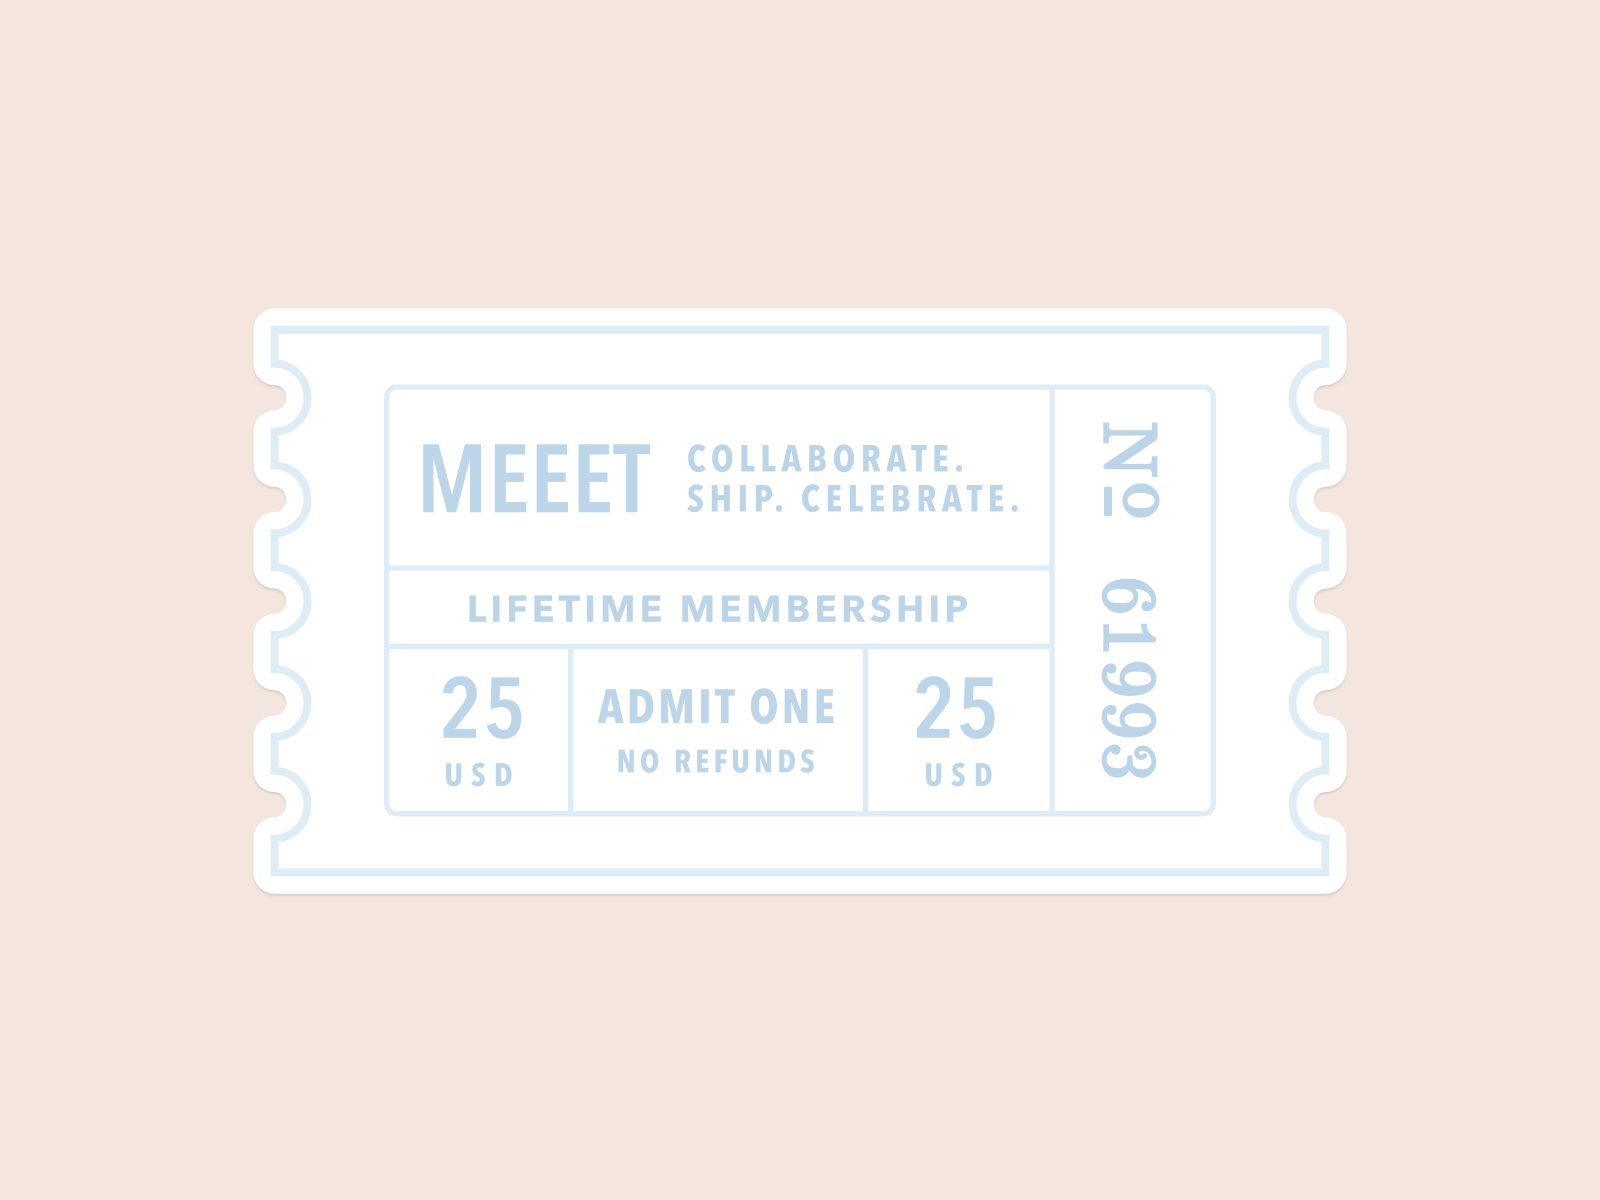 MEEET
COLLABORATE.
SHIP. CELEBRATE.
LIFETIME MEMBERSHIP
25
USD
ADMIT ONE
NO REFUNDS
25
USD
No 61993